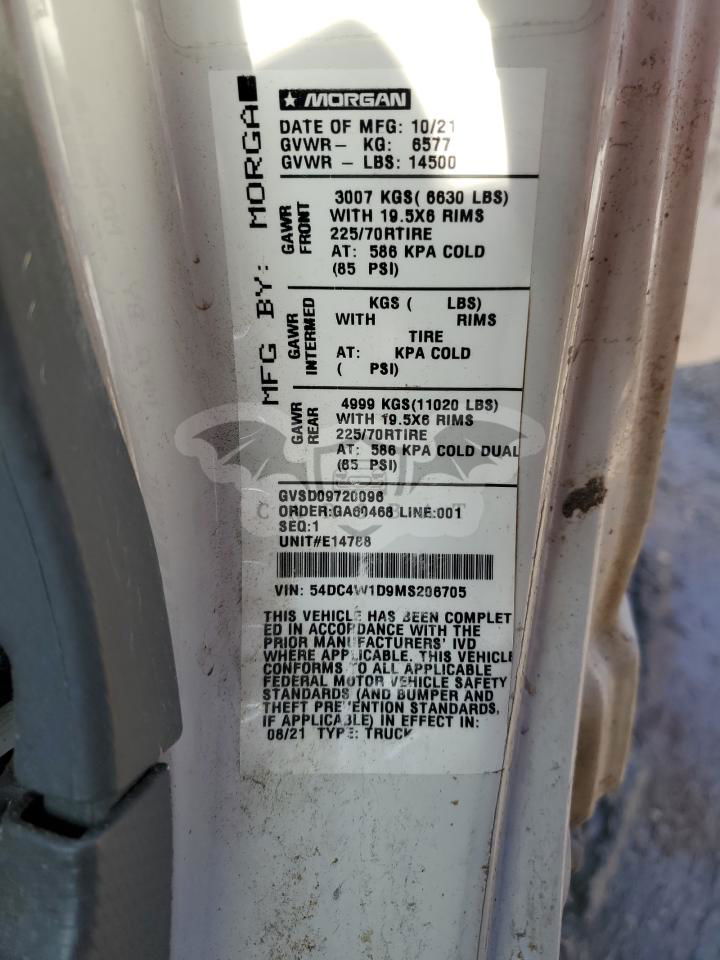 MFG BY: MORGA
MORGAN
DATE OF MFG: 10/21
GVWR- KG: 6577
GVWR - LBS: 14500
GAWR
FRONT
3007 KGS( 6630 LBS)
WITH 19.5X6 RIMS
225/70RTIRE
AT: 586 KPA COLD
(85 PSI)
GAWR
INTERMED
KGS ( LBS)
WITH RIMS
TIRE
AT: KPA COLD
( PSI)
GAWR
REAR
4999 KGS(11020 LBS)
WITH 19.5X6 RIMS
225/70RTIRE
AT: 586 KPA COLD DUAL
(85 PSI)
GVSD09720096
ORDER:GA60468 LINE:001
SEQ:1
UNIT#E14788
VIN: 54DC4W1D9MS206705
THIS VEHICLE HAS BEEN COMPLET
ED IN ACCORDANCE WITH THE
PRIOR MANUFACTURERS' IVD
WHERE APPLICABLE. THIS VEHICLE
CONFORMS TO ALL APPLICABLE
FEDERAL MOTOR VEHICLE SAFETY
STANDARDS (AND BUMPER AND
THEFT PREVENTION STANDARDS,
IF APPLICABLE) IN EFFECT IN:
08/21 TYPE: TRUCK